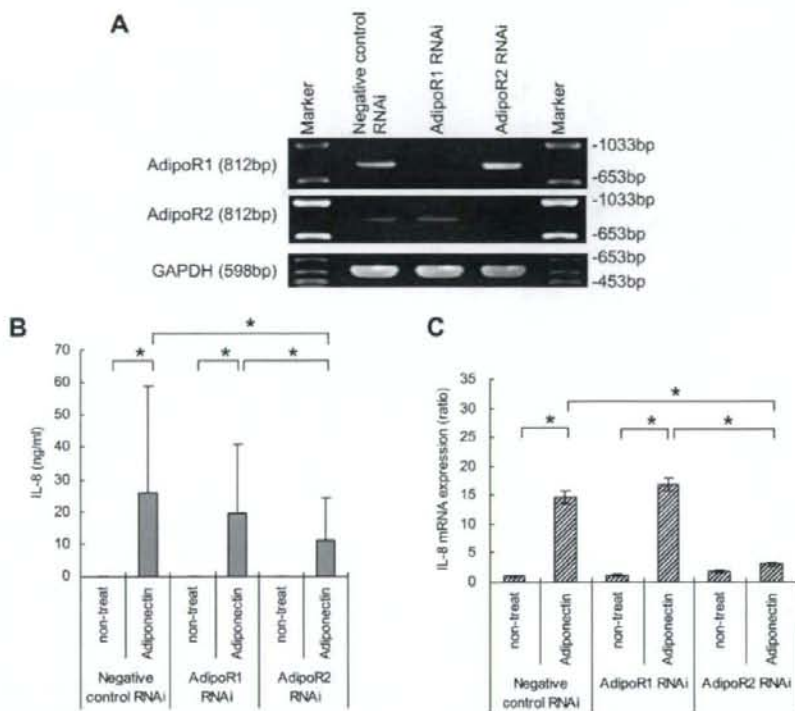 A
Marker
Negative control
RNAi
AdipoR1 RNAi
AdipoR2 RNAi
Marker
AdipoR1 (812bp)
-1033bp
-653bp
AdipoR2 (812bp)
-1033bp
-653bp
GAPDH (598bp)
-653bp
-453bp
B
70
60
50
40
30
20
10
0
IL-8 (ng/ml)
*
*
*
*
non-treat
Adiponectin
non-treat
Adiponectin
non-treat
Adiponectin
Negative
control RNAi
AdipoR1
RNAi
AdipoR2
RNAi
C
35
30
25
20
15
10
5
0
IL-8 mRNA expression (ratio)
*
*
*
*
non-treat
Adiponectin
non-treat
Adiponectin
non-treat
Adiponectin
Negative
control RNAi
AdipoR1 RNAi
AdipoR2 RNAi